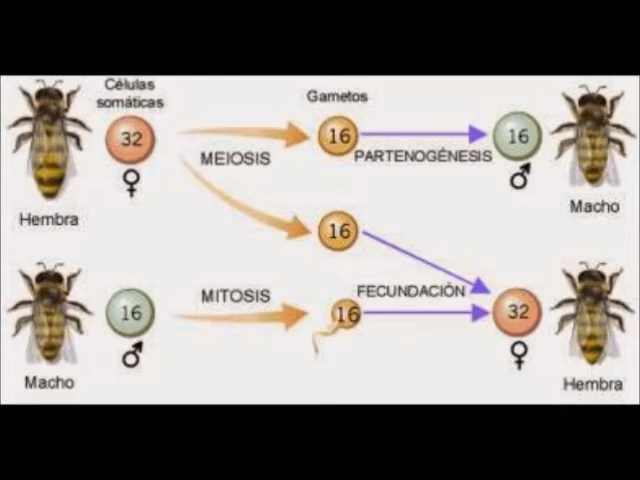 Células
somáticas
Gametos
32
♀
MEIOSIS
16
PARTENOGÉNESIS
16
♂
Hembra
Macho
16
16
♂
MITOSIS
16
FECUNDACIÓN
32
♀
Macho
Hembra